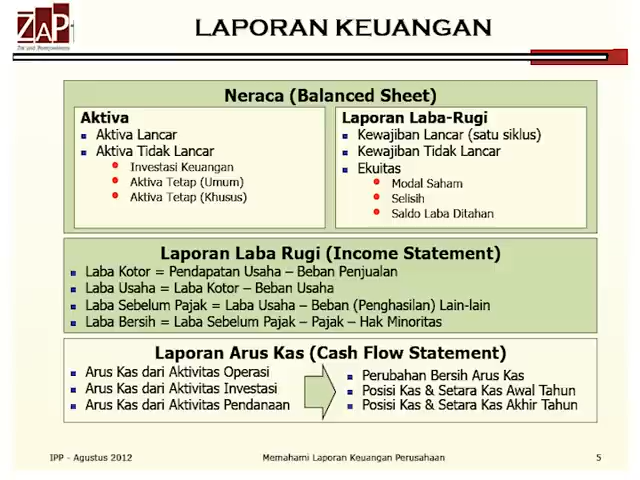 ZAP
LAPORAN KEUANGAN
Neraca (Balanced Sheet)
Aktiva
Aktiva Lancar
Aktiva Tidak Lancar
Investasi Keuangan
Aktiva Tetap (Umum)
Aktiva Tetap (Khusus)
Laporan Laba-Rugi
Kewajiban Lancar (satu siklus)
Kewajiban Tidak Lancar
Ekuitas
Modal Saham
Selisih
Saldo Laba Ditahan
Laporan Laba Rugi (Income Statement)
Laba Kotor = Pendapatan Usaha – Beban Penjualan
Laba Usaha = Laba Kotor – Beban Usaha
Laba Sebelum Pajak = Laba Usaha – Beban (Penghasilan) Lain-lain
Laba Bersih = Laba Sebelum Pajak – Pajak – Hak Minoritas
Laporan Arus Kas (Cash Flow Statement)
Arus Kas dari Aktivitas Operasi
Arus Kas dari Aktivitas Investasi
Arus Kas dari Aktivitas Pendanaan
Perubahan Bersih Arus Kas
Posisi Kas & Setara Kas Awal Tahun
Posisi Kas & Setara Kas Akhir Tahun
IPP - Agustus 2012
Memahami Laporan Keuangan Perusahaan
5